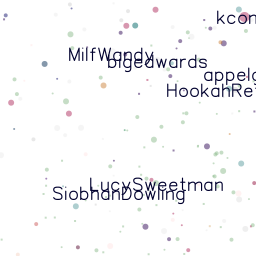 kcon
MilfWandy
bigedwards
appelg
HookahRe
LucySweetman
SiobhanDowling